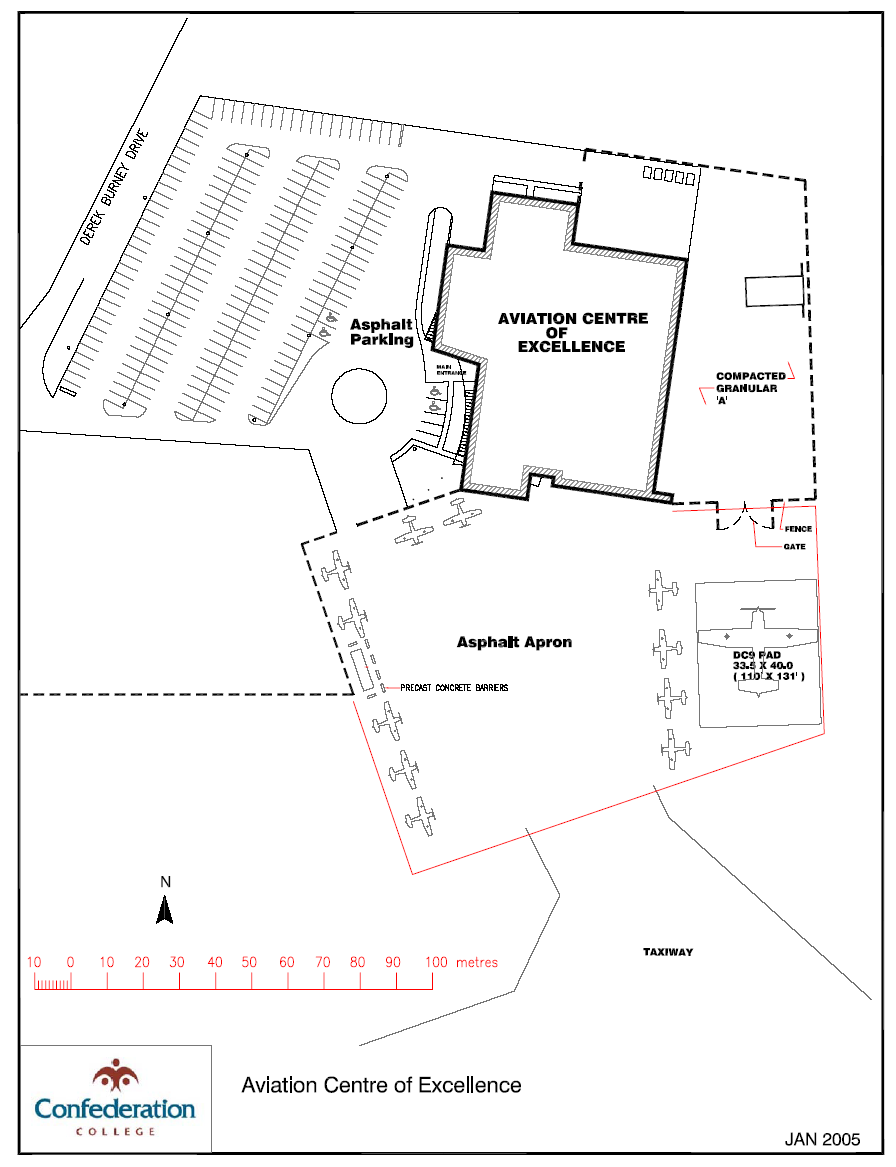 DEREK BURNEY DRIVE
Asphalt
Parking
AVIATION CENTRE
OF
EXCELLENCE
MAIN
ENTRANCE
COMPACTED
GRANULAR
'A'
FENCE
GATE
Asphalt Apron
DC9 PAD
33.5 X 40.0
( 110' X 131' )
PRECAST CONCRETE BARRIERS
N
TAXIWAY
10 0 10 20 30 40 50 60 70 80 90 100 metres
Confederation
COLLEGE
Aviation Centre of Excellence
JAN 2005